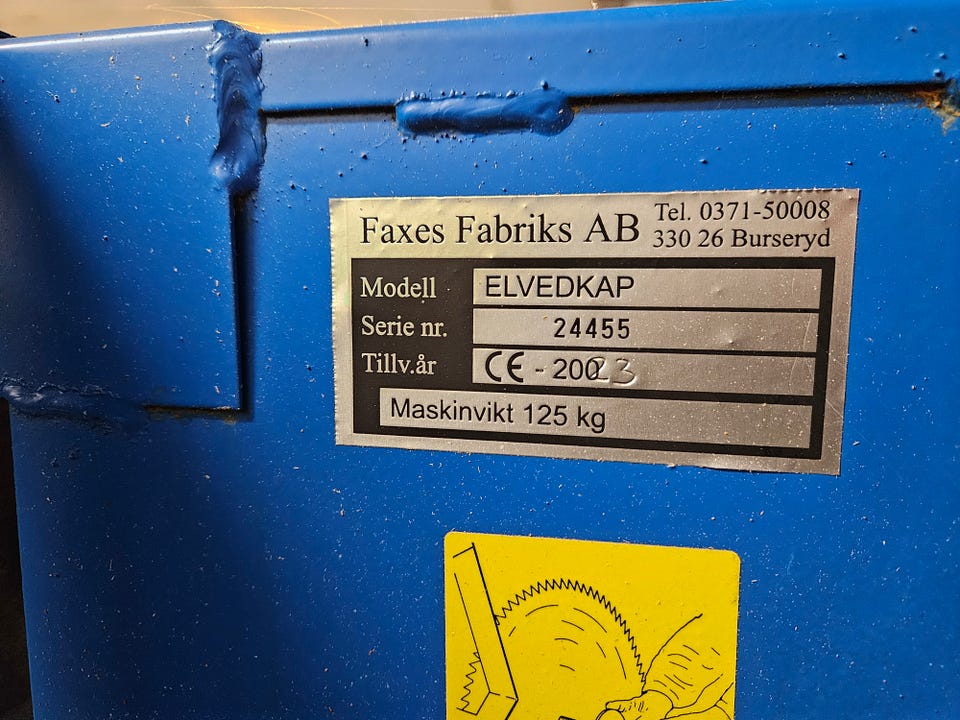 Faxes Fabriks AB
Tel. 0371-50008
330 26 Burseryd
Modell ELVEDKAP
Serie nr. 24455
Tillv.år CE - 20023
Maskinvikt 125 kg